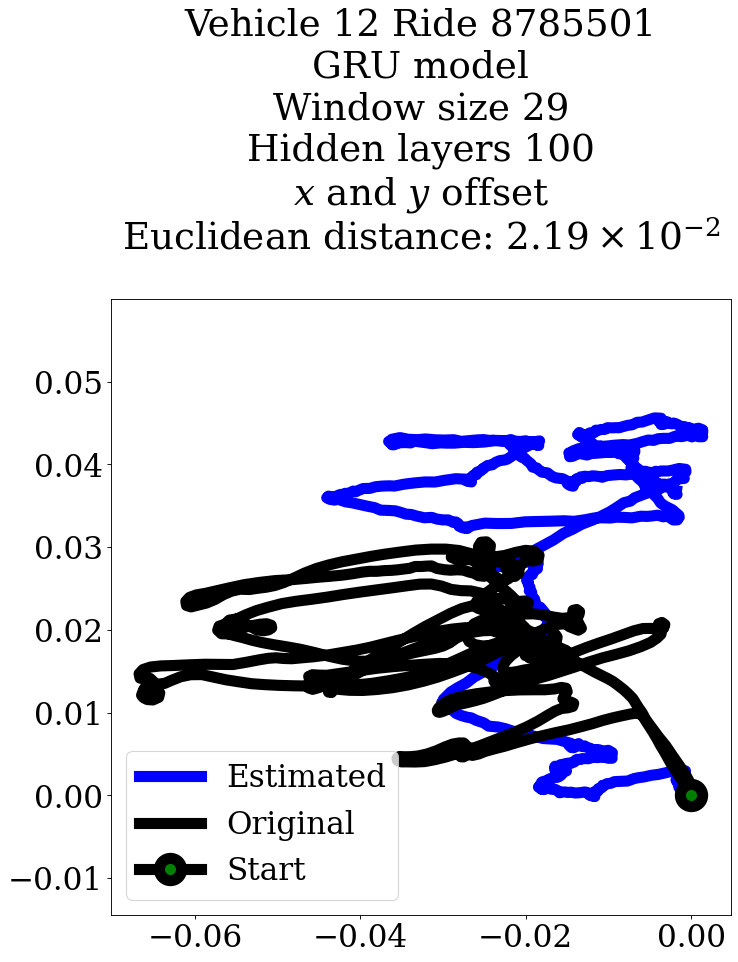 Vehicle 12 Ride 8785501
GRU model
Window size 29
Hidden layers 100
x and y offset
Euclidean distance: 2.19 × 10⁻²
0.05
0.04
0.03
0.02
0.01
0.00
−0.01
Estimated
Original
Start
−0.06
−0.04
−0.02
0.00